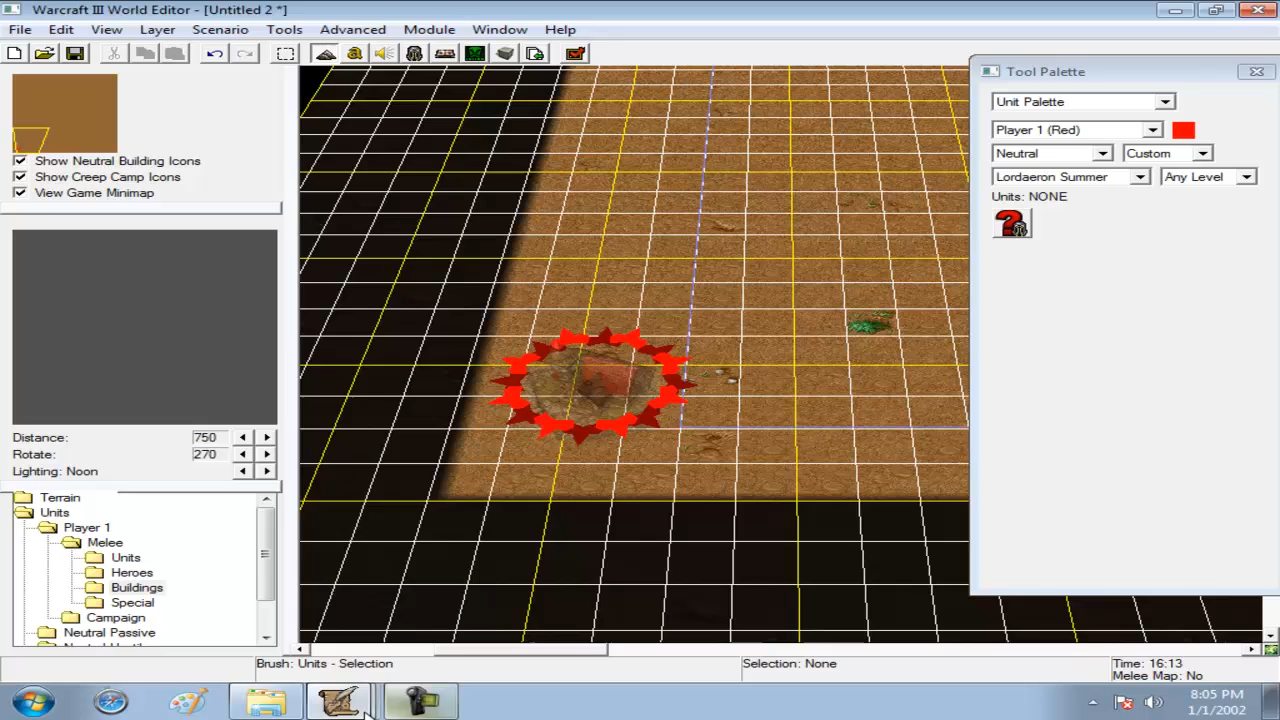 Warcraft III World Editor - [Untitled 2 *]
File Edit View Layer Scenario Tools Advanced Module Window Help
Show Neutral Building Icons
Show Creep Camp Icons
View Game Minimap
Distance: 750
Rotate: 270
Lighting: Noon
Terrain
Units
Player 1
Melee
Units
Heroes
Buildings
Special
Campaign
Neutral Passive
Tool Palette
Unit Palette
Player 1 (Red)
Neutral Custom
Lordaeron Summer Any Level
Units: NONE
Brush: Units - Selection Selection: None Time: 16:13
Melee Map: No
8:05 PM
1/1/2002